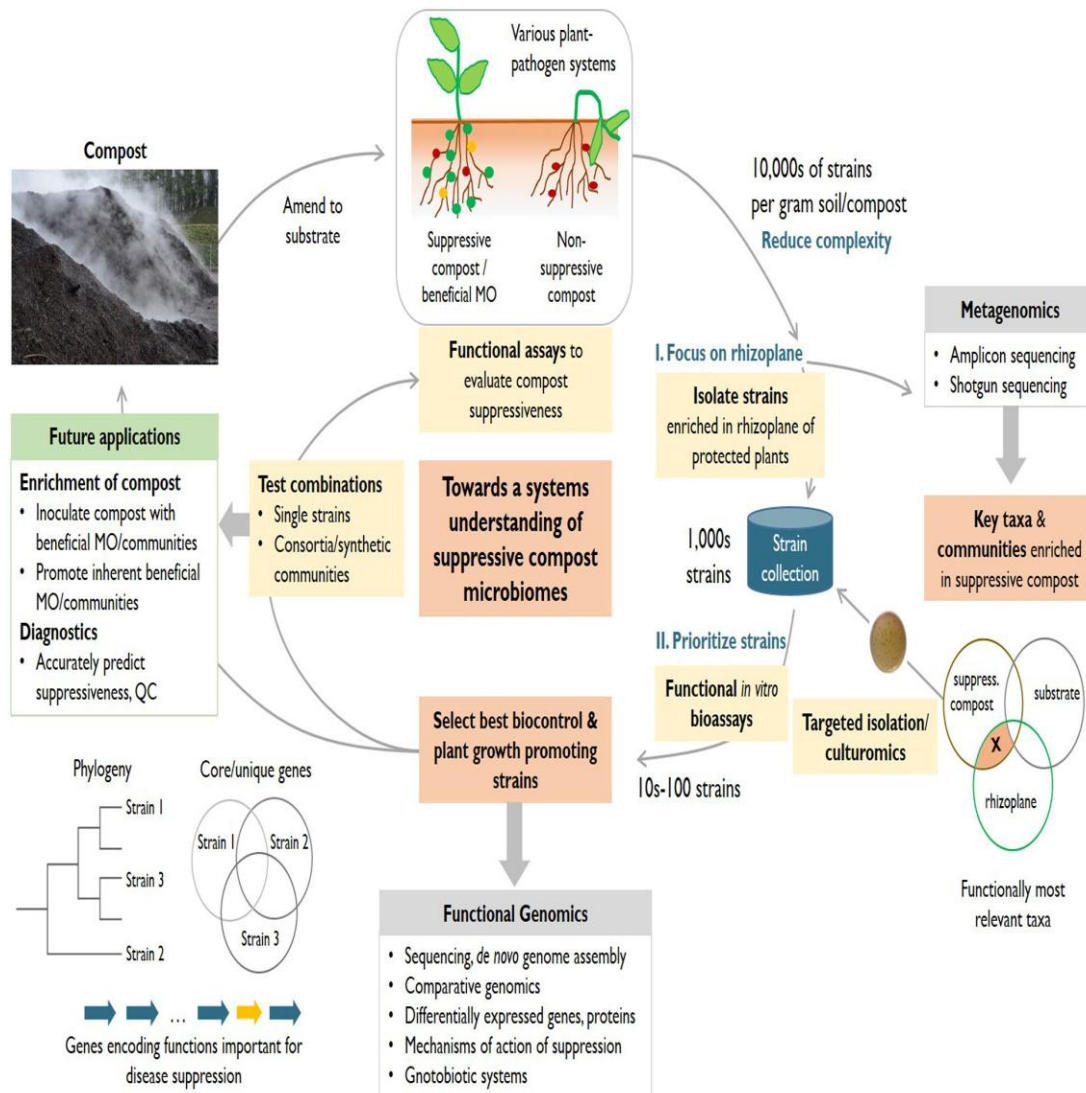 Various plant-
pathogen systems
Compost
Amend to
substrate
Suppressive
compost /
beneficial MO
Non-
suppressive
compost
10,000s of strains
per gram soil/compost
Reduce complexity
Functional assays to
evaluate compost
suppressiveness
I. Focus on rhizoplane
Isolate strains
enriched in rhizoplane of
protected plants
Metagenomics
• Amplicon sequencing
• Shotgun sequencing
Future applications
Enrichment of compost
• Inoculate compost with
beneficial MO/communities
• Promote inherent beneficial
MO/communities
Diagnostics
• Accurately predict
suppressiveness, QC
Test combinations
• Single strains
• Consortia/synthetic
communities
Towards a systems
understanding of
suppressive compost
microbiomes
1,000s
strains
Strain
collection
Key taxa &
communities enriched
in suppressive compost
II. Prioritize strains
Functional in vitro
bioassays
Targeted isolation/
culturomics
suppress.
compost
substrate
X
rhizoplane
Functionally most
relevant taxa
Select best biocontrol &
plant growth promoting
strains
10s-100 strains
Phylogeny
Strain 1
Strain 3
Strain 2
Core/unique genes
Strain 1
Strain 2
Strain 3
...
Genes encoding functions important for
disease suppression
Functional Genomics
• Sequencing, de novo genome assembly
• Comparative genomics
• Differentially expressed genes, proteins
• Mechanisms of action of suppression
• Gnotobiotic systems